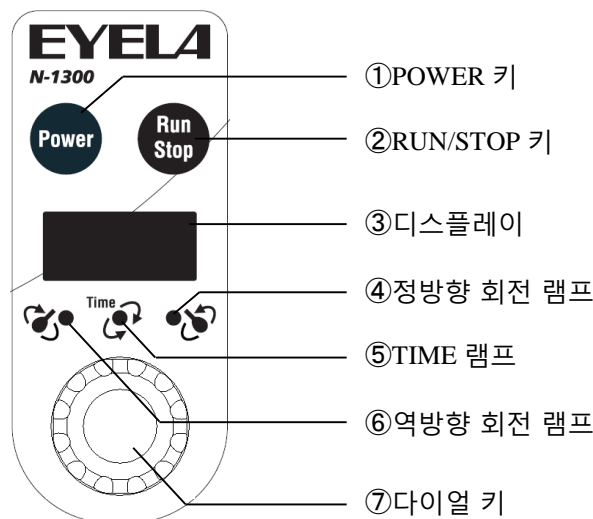 EYELA
N-1300
Power
Run
Stop
Time
①POWER 키
②RUN/STOP 키
③디스플레이
④정방향 회전 램프
⑤TIME 램프
⑥역방향 회전 램프
⑦다이얼 키